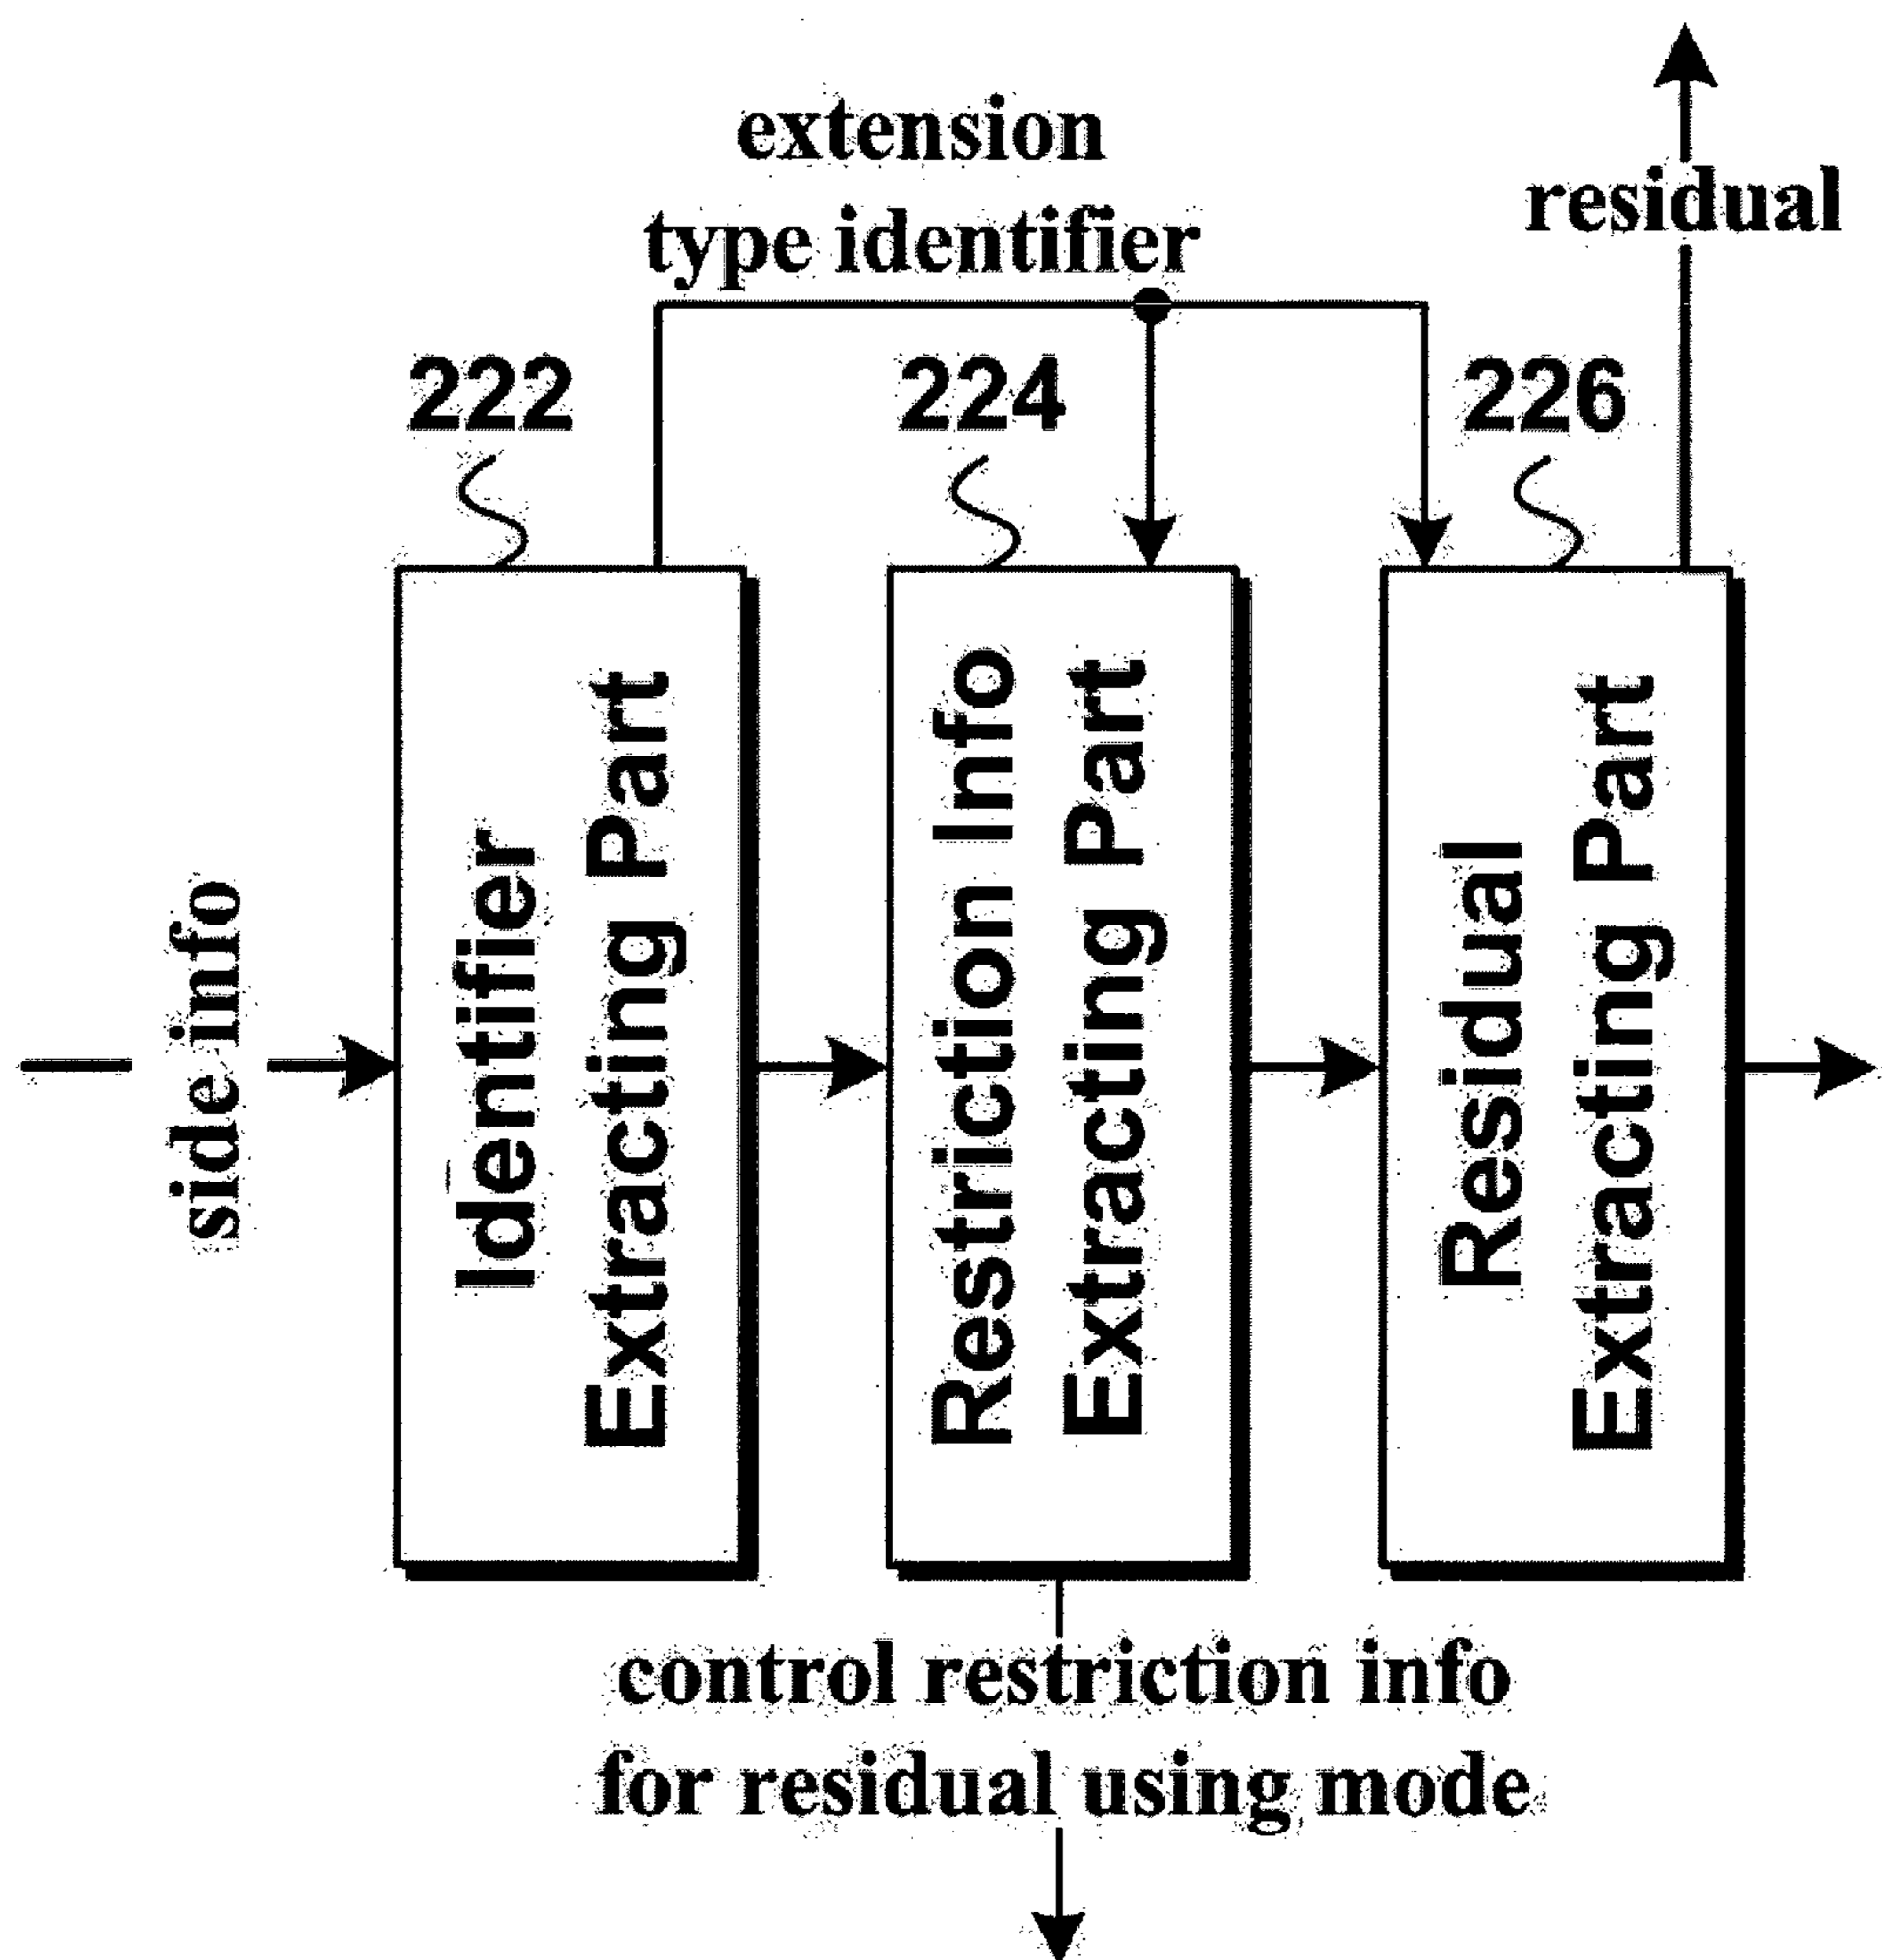 extension
type identifier
residual
222
224
226
side info
Identifier
Extracting Part
Restriction Info
Extracting Part
Residual
Extracting Part
control restriction info
for residual using mode